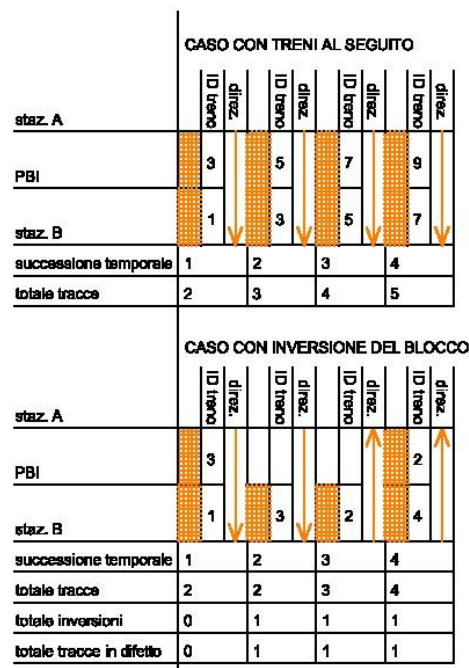 CASO CON TRENI AL SEGUITO
staz. A ID treno direz. ID treno direz. ID treno direz. ID treno direz.
PBI 3 5 7 9
staz. B 1 3 5 7
successione temporale 1 2 3 4
totale tracce 2 3 4 5
CASO CON INVERSIONE DEL BLOCCO
staz. A ID treno direz. ID treno direz. ID treno direz. ID treno direz.
PBI 3 2
staz. B 1 3 2 4
successione temporale 1 2 3 4
totale tracce 2 2 3 4
totale inversioni 0 1 1 1
totale tracce in difetto 0 1 1 1